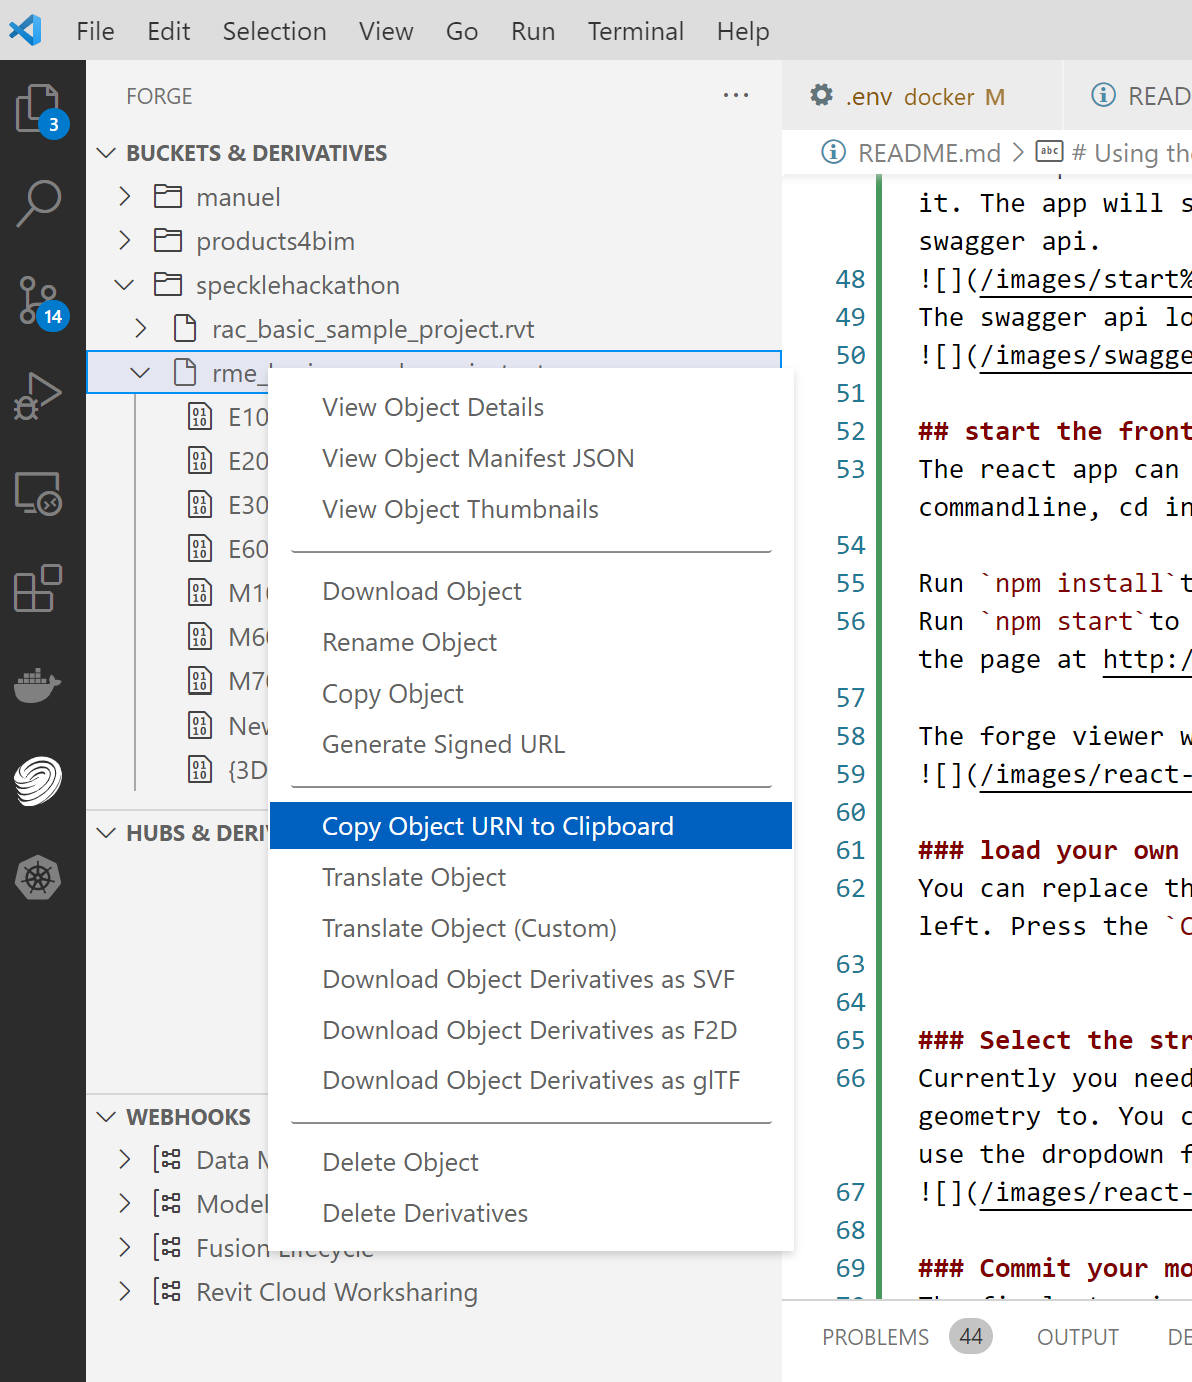 File Edit Selection View Go Run Terminal Help
3
14
FORGE
BUCKETS & DERIVATIVES
manuel
products4bim
specklehackathon
rac_basic_sample_project.rvt
rme_
E10
E20
E30
E60
M10
M60
M70
New
{3D
HUBS & DERI
WEBHOOKS
Data M
Model
Fusion Lifecycle
Revit Cloud Worksharing
View Object Details
View Object Manifest JSON
View Object Thumbnails
Download Object
Rename Object
Copy Object
Generate Signed URL
Copy Object URN to Clipboard
Translate Object
Translate Object (Custom)
Download Object Derivatives as SVF
Download Object Derivatives as F2D
Download Object Derivatives as glTF
Delete Object
Delete Derivatives
.env docker M
READ
README.md > abc # Using the
it. The app will s
swagger api.
48 ![](/images/start%
49 The swagger api lo
50 ![](/images/swagge
51
52 ## start the front
53 The react app can
commandline, cd in
54
55 Run `npm install`t
56 Run `npm start`to
the page at http:/
57
58 The forge viewer w
59 ![](/images/react-
60
61 ### load your own
62 You can replace th
left. Press the `C
63
64
65 ### Select the str
66 Currently you need
geometry to. You c
use the dropdown f
67 ![](/images/react-
68
69 ### Commit your mo
PROBLEMS 44 OUTPUT DE